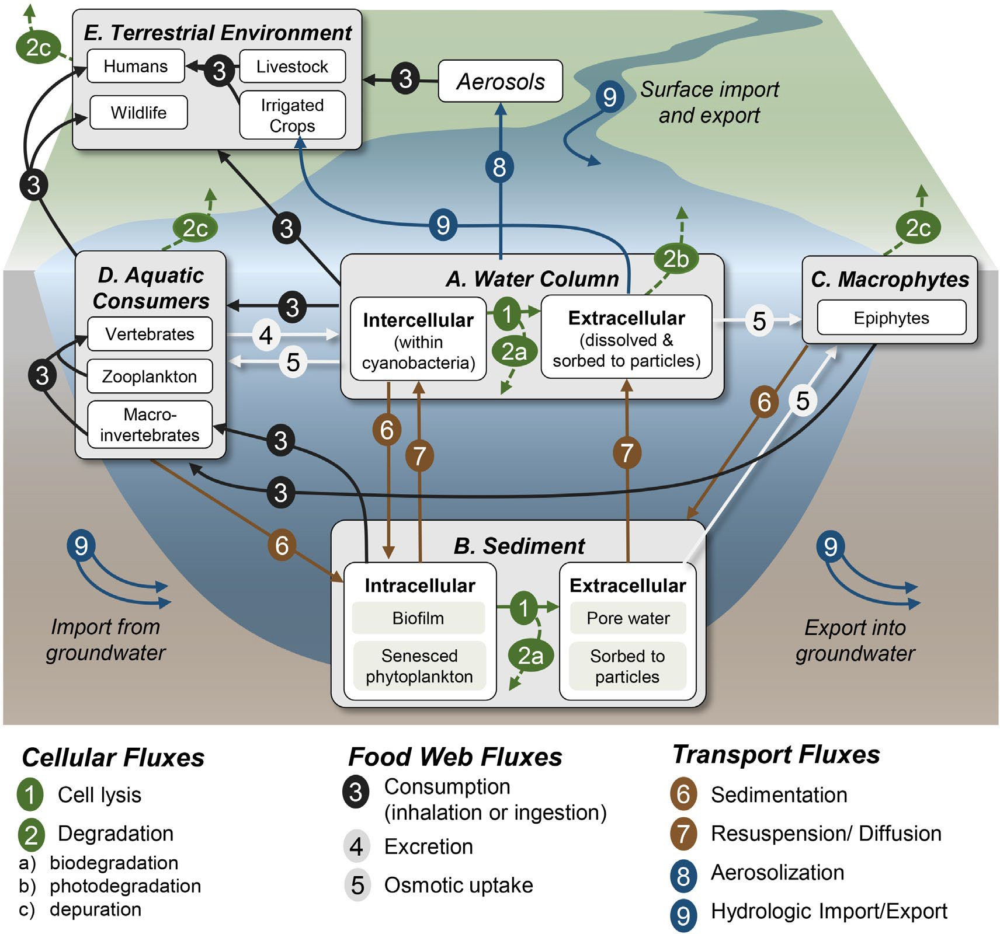 2c
E. Terrestrial Environment
Humans
3
Livestock
Wildlife
Irrigated
Crops
3
Aerosols
9
Surface import
and export
3
2c
3
9
8
2b
2c
D. Aquatic
Consumers
Vertebrates
Zooplankton
Macro-
invertebrates
3
3
4
5
A. Water Column
Intercellular
(within
cyanobacteria)
1
2a
Extracellular
(dissolved &
sorbed to particles)
5
C. Macrophytes
Epiphytes
6
5
3
6
7
7
3
6
9
Import from
groundwater
B. Sediment
Intracellular
Biofilm
Senesced
phytoplankton
1
2a
Extracellular
Pore water
Sorbed to
particles
9
Export into
groundwater
Cellular Fluxes
1 Cell lysis
2 Degradation
a) biodegradation
b) photodegradation
c) depuration
Food Web Fluxes
3 Consumption
(inhalation or ingestion)
4 Excretion
5 Osmotic uptake
Transport Fluxes
6 Sedimentation
7 Resuspension/ Diffusion
8 Aerosolization
9 Hydrologic Import/Export